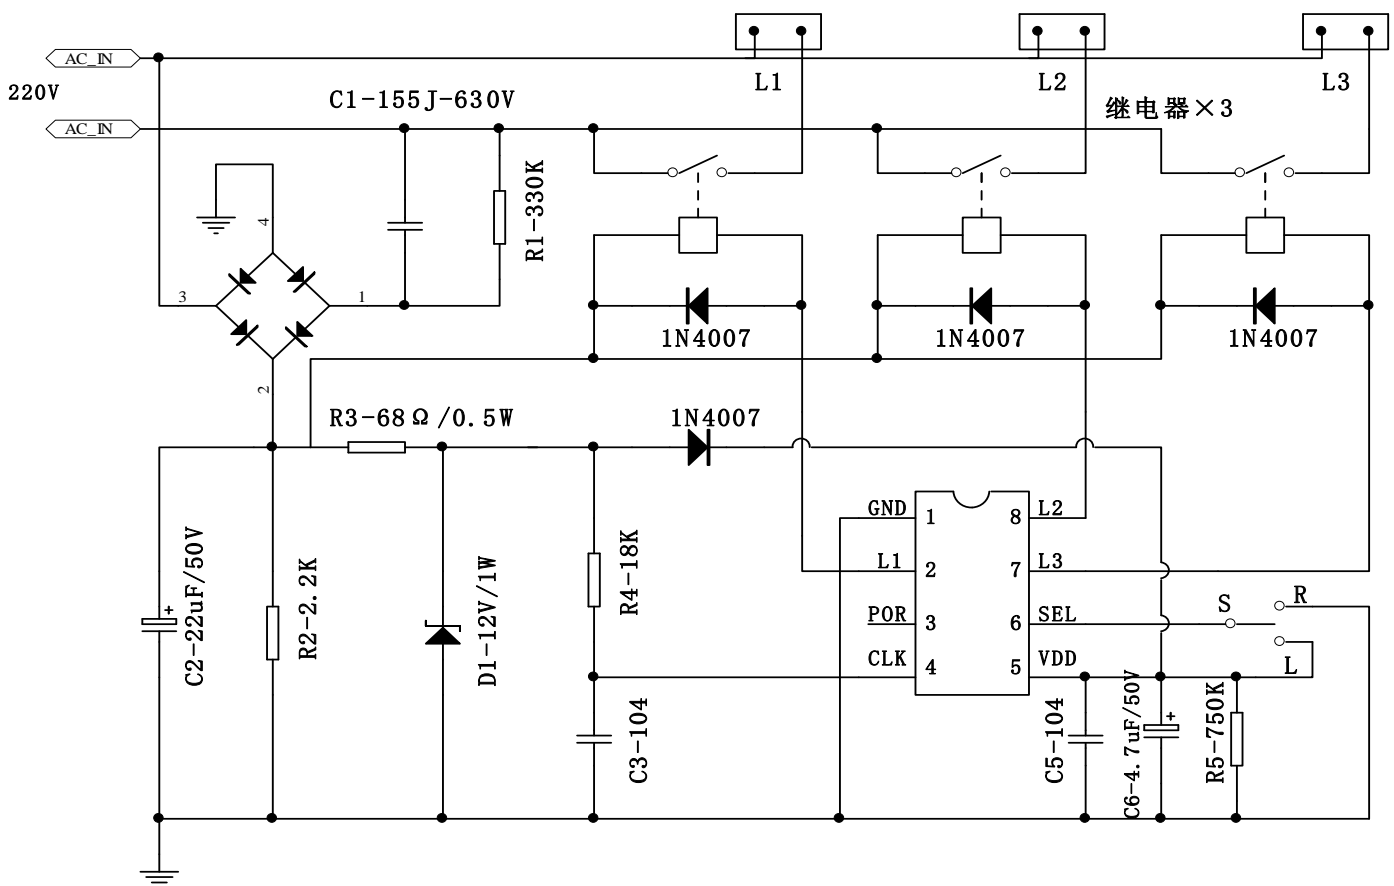 L1
L2
L3
AC_IN
220V
AC_IN
C1-155J-630V
继电器×3
R1-330K
4
3
1
2
1N4007
1N4007
1N4007
R3-68Ω/0.5W
1N4007
C2-22uF/50V
+
R2-2.2K
D1-12V/1W
R4-18K
C3-104
GND
1
8
L2
L1
2
7
L3
POR
3
6
SEL
CLK
4
5
VDD
S
R
L
C5-104
C6-4.7uF/50V
+
R5-750K